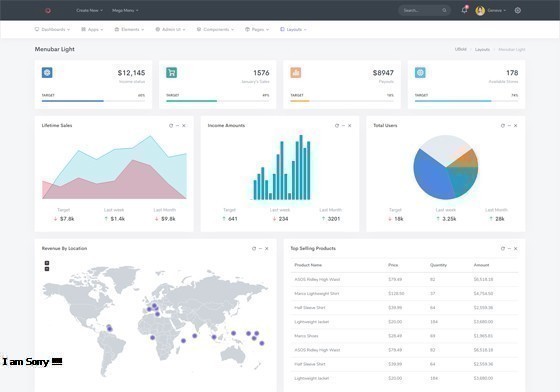 Create New
Mega Menu
Search...
Geneva
Dashboards
Apps
Elements
Admin UI
Components
Pages
Layouts
Menubar Light
Layouts
Menubar Light
$12,145
Income status
TARGET
60%
1576
January's Sales
TARGET
$8947
Payouts
TARGET
178
Available Stores
TARGET
74%
Lifetime Sales
Income Amounts
Total Users
Target
Last week
Last Month
$7.8k
$1.4k
$9.8k
Target
Last week
Last Month
641
234
3201
Target
Last week
Last Month
18k
3.25k
28k
Revenue By Location
Top Selling Products
Product Name
Price
Quantity
Amount
ASOS Ridley High Waist
$79.49
82
$6,518.18
Marco Lightweight Shirt
$128.50
37
$4,754.50
Half Sleeve Shirt
$39.99
64
$2,559.36
Lightweight Jacket
$20.00
184
$3,680.00
Marco Shoes
$28.49
69
$1,965.81
ASOS Ridley High Waist
$79.49
82
$6,518.18
Half Sleeve Shirt
$39.99
64
$2,559.36
Lightweight Jacket
$20.00
184
$3,680.00
I am Sorry !!!!